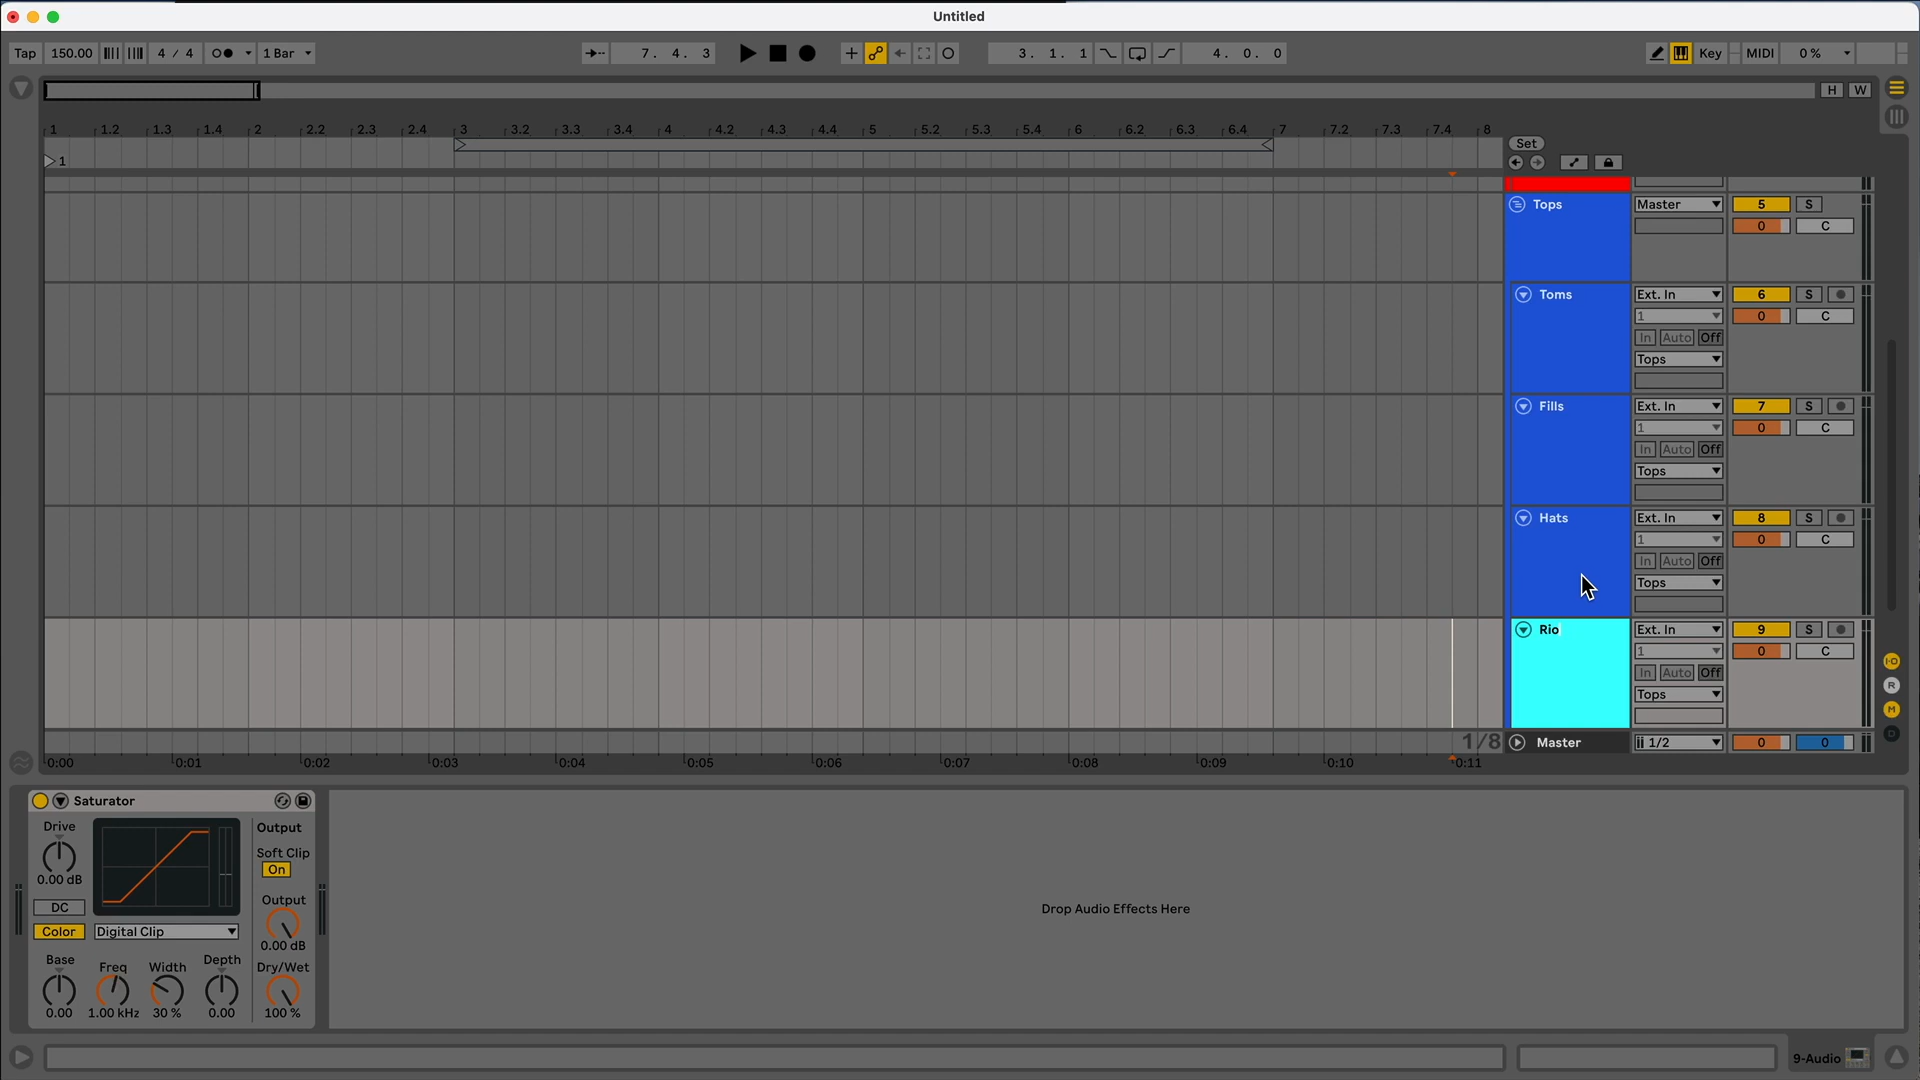 Untitled
Tap 150.00 4 / 4 1 Bar 7. 4. 3 3. 1. 1 4. 0. 0 Key MIDI 0 %
H W
1 1.2 1.3 1.4 2 2.2 2.3 2.4 3 3.2 3.3 3.4 4 4.2 4.3 4.4 5 5.2 5.3 5.4 6 6.2 6.3 6.4 7 7.2 7.3 7.4 8
Set
1
Tops Master 5 S
0 C
Toms Ext. In 6 S
1 0 C
In Auto Off
Tops
Fills Ext. In 7 S
1 0 C
In Auto Off
Tops
Hats Ext. In 8 S
1 0 C
In Auto Off
Tops
Rio Ext. In 9 S
1 0 C
I·O
In Auto Off
R
Tops
M
D
1/8 Master 1/2 0 0
0:00 0:01 0:02 0:03 0:04 0:05 0:06 0:07 0:08 0:09 0:10 0:11
Saturator
Drive Output
Soft Clip
On
0.00 dB
DC Output
Color Digital Clip
0.00 dB
Base Freq Width Depth Dry/Wet
0.00 1.00 kHz 30 % 0.00 100 %
Drop Audio Effects Here
9-Audio